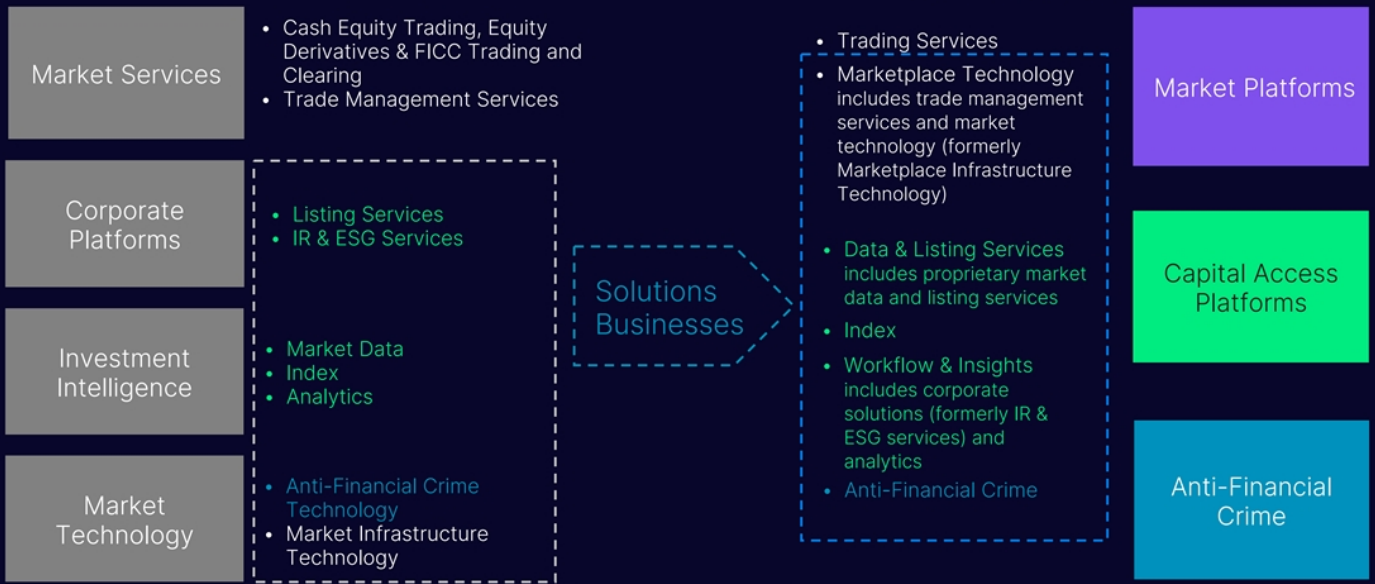 Market Services
• Cash Equity Trading, Equity
Derivatives & FICC Trading and
Clearing
• Trade Management Services
Corporate
Platforms
• Listing Services
• IR & ESG Services
Investment
Intelligence
• Market Data
• Index
• Analytics
Market
Technology
• Anti-Financial Crime
Technology
• Market Infrastructure
Technology
Solutions
Businesses
• Trading Services
• Marketplace Technology
includes trade management
services and market
technology (formerly
Marketplace Infrastructure
Technology)
Market Platforms
• Data & Listing Services
includes proprietary market
data and listing services
• Index
• Workflow & Insights
includes corporate
solutions (formerly IR &
ESG services) and
analytics
Capital Access
Platforms
• Anti-Financial Crime
Anti-Financial
Crime